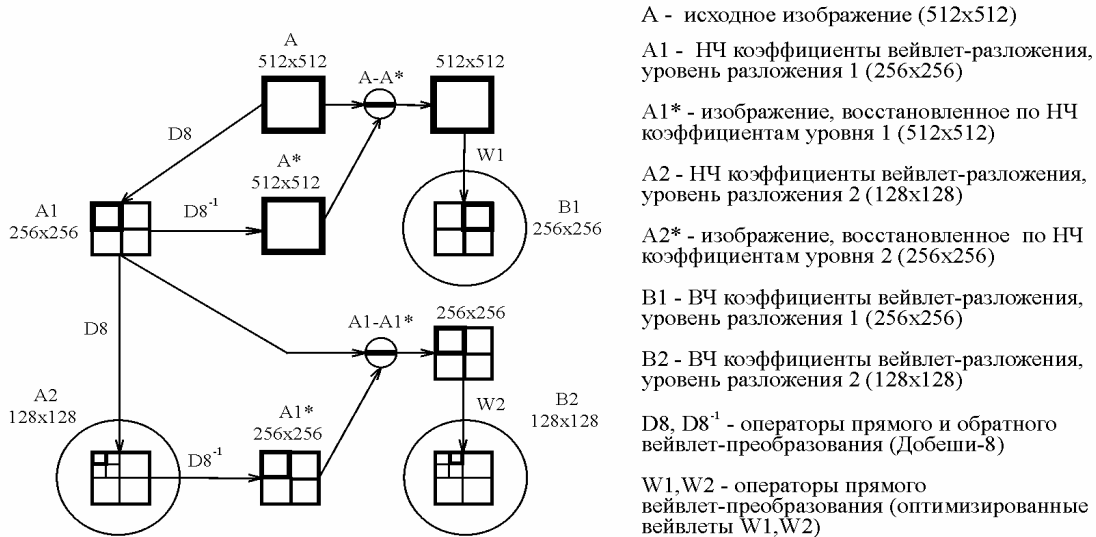 A
512x512
A-A*
512x512
D8
A*
512x512
W1
A1
256x256
D8⁻¹
B1
256x256
D8
A1-A1*
256x256
A2
128x128
A1*
256x256
W2
B2
128x128
D8⁻¹
А - исходное изображение (512x512)
А1 - НЧ коэффициенты вейвлет-разложения,
уровень разложения 1 (256x256)
А1* - изображение, восстановленное по НЧ
коэффициентам уровня 1 (512x512)
А2 - НЧ коэффициенты вейвлет-разложения,
уровень разложения 2 (128x128)
А2* - изображение, восстановленное по НЧ
коэффициентам уровня 2 (256x256)
В1 - ВЧ коэффициенты вейвлет-разложения,
уровень разложения 1 (256x256)
В2 - ВЧ коэффициенты вейвлет-разложения,
уровень разложения 2 (128x128)
D8, D8⁻¹ - операторы прямого и обратного
вейвлет-преобразования (Добеши-8)
W1,W2 - операторы прямого
вейвлет-преобразования (оптимизированные
вейвлеты W1,W2)